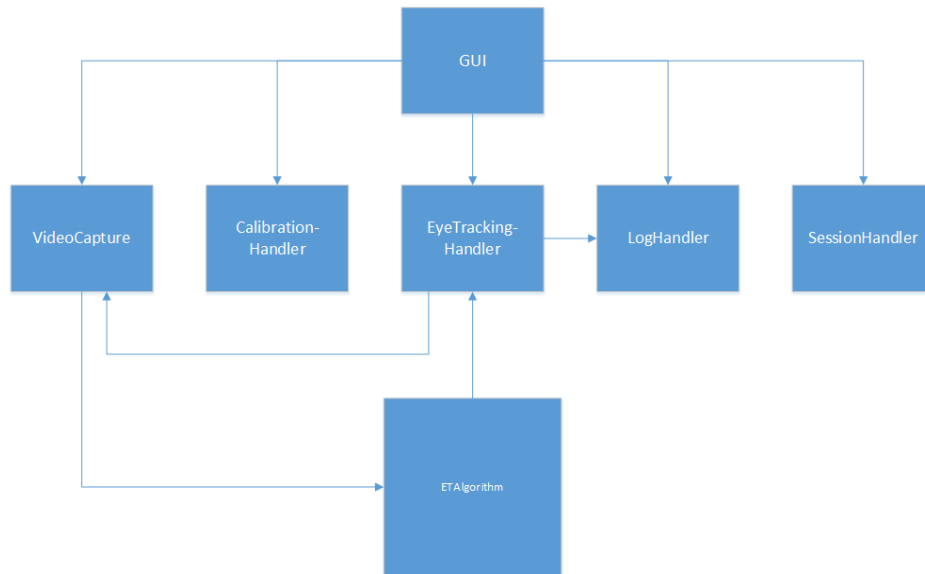 GUI
VideoCapture
Calibration-
Handler
EyeTracking-
Handler
LogHandler
SessionHandler
ETAlgorithm